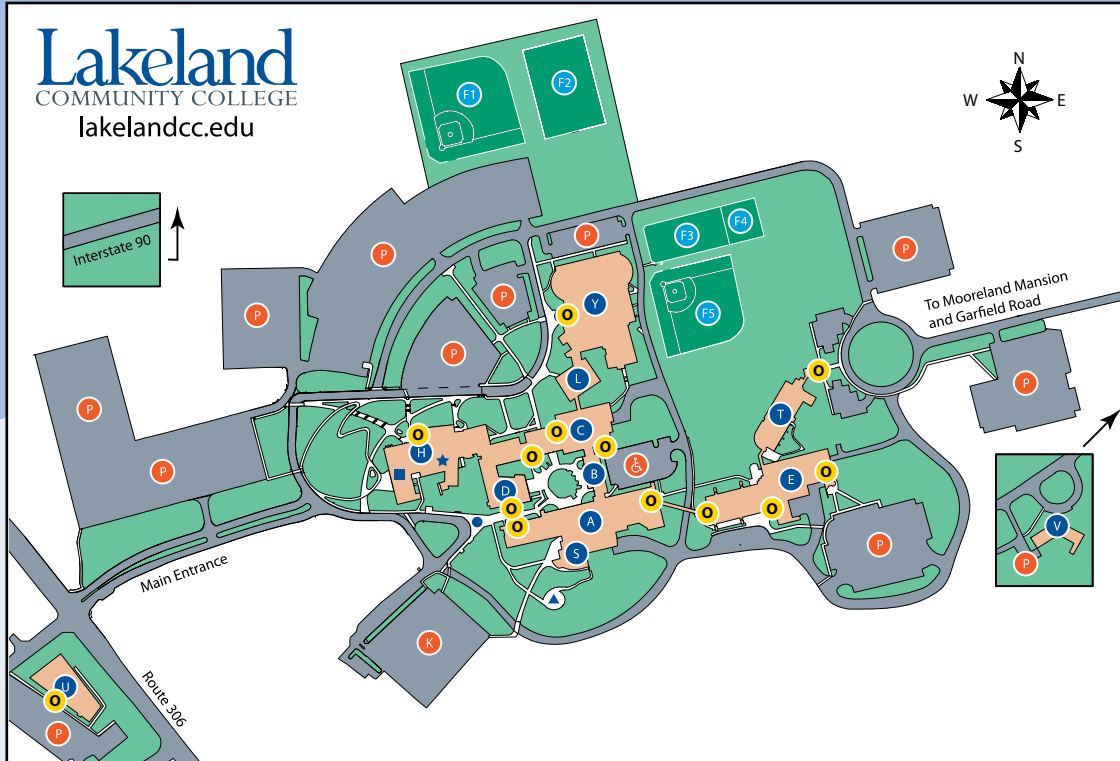 Lakeland
COMMUNITY COLLEGE
lakelandcc.edu
N
W E
S
F1
F2
F3
F4
F5
Interstate 90
P
P
P
P
P
P
Y
O
To Mooreland Mansion
and Garfield Road
P
P
L
O
T
P
P
O
H
O
C
O
O
B
E
O
D
O
O
A
O
O
O
S
P
V
P
Main Entrance
K
U
O
P
Route 306